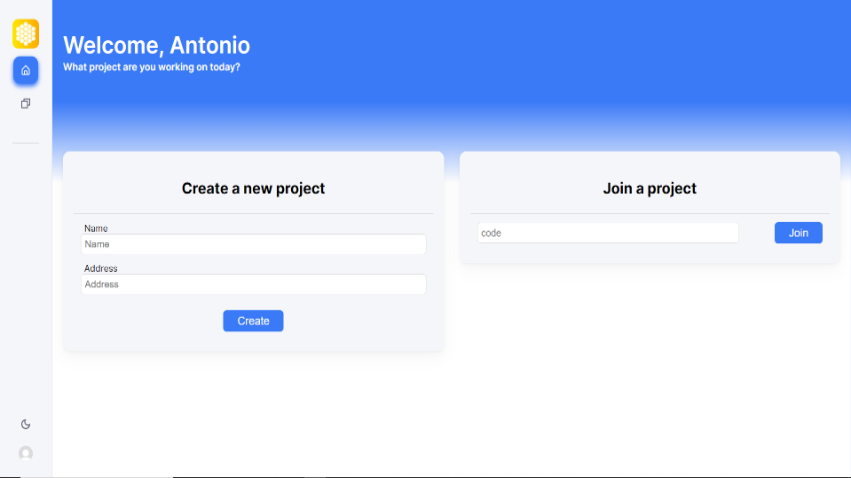 Welcome, Antonio
What project are you working on today?
Create a new project
Name
Name
Address
Address
Create
Join a project
code
Join